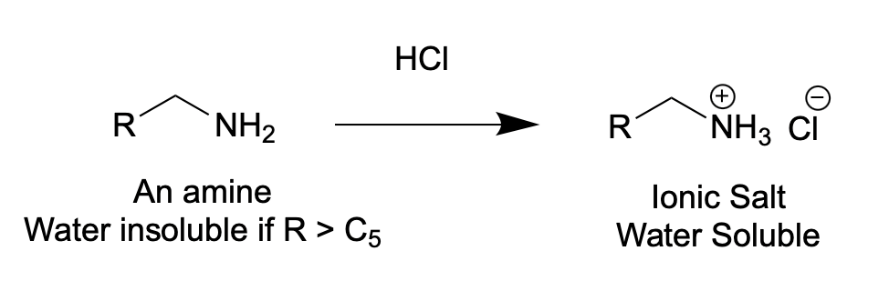 HCl
R NH₂
R NH₃ Cl
⊕ ⊖
An amine
Water insoluble if R > C₅
Ionic Salt
Water Soluble